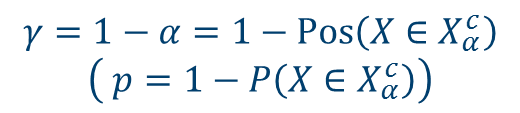 γ = 1 − α = 1 − Pos(X ∈ X_α^c)
(p = 1 − P(X ∈ X_α^c))